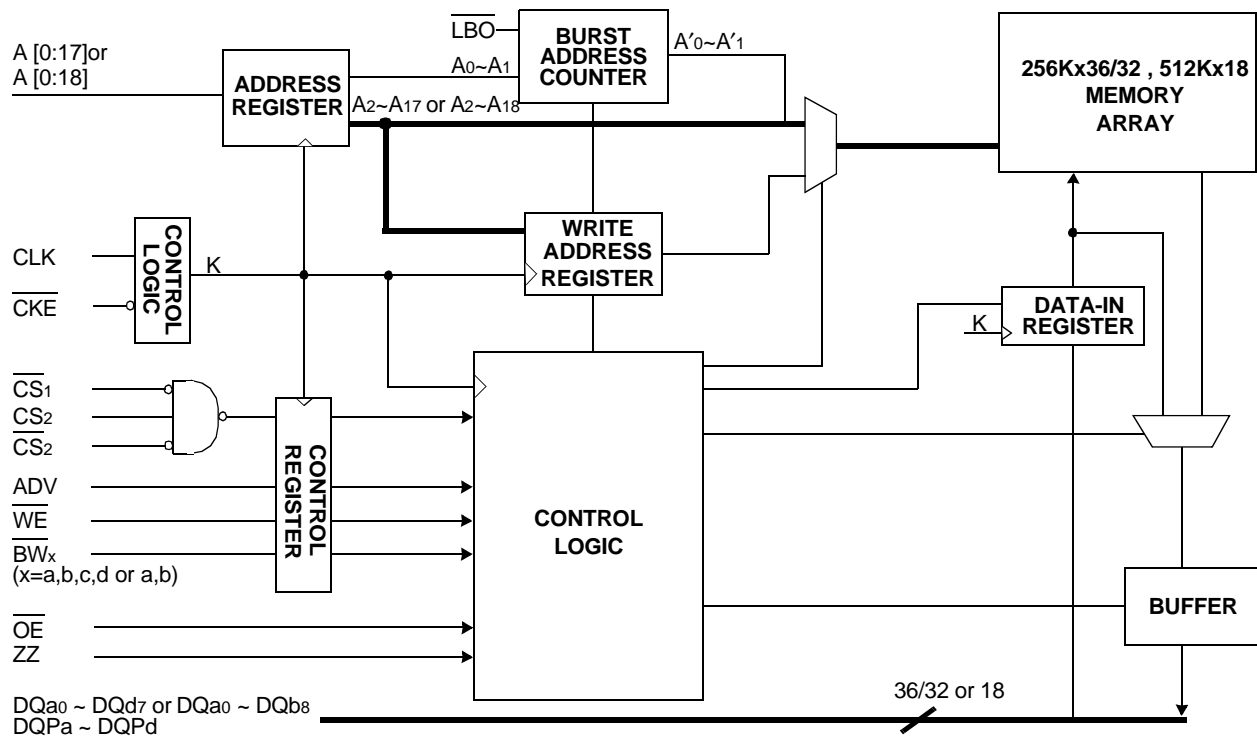 LBO
BURST
ADDRESS
COUNTER
A′0~A′1
A [0:17]or
A [0:18]
ADDRESS
REGISTER
A0~A1
A2~A17 or A2~A18
256Kx36/32 , 512Kx18
MEMORY
ARRAY
WRITE
ADDRESS
REGISTER
CLK
CKE
CONTROL
LOGIC
K
DATA-IN
REGISTER
K
CS1
CS2
CS2
ADV
WE
BWx
(x=a,b,c,d or a,b)
CONTROL
REGISTER
CONTROL
LOGIC
BUFFER
OE
ZZ
36/32 or 18
DQa0 ~ DQd7 or DQa0 ~ DQb8
DQPa ~ DQPd